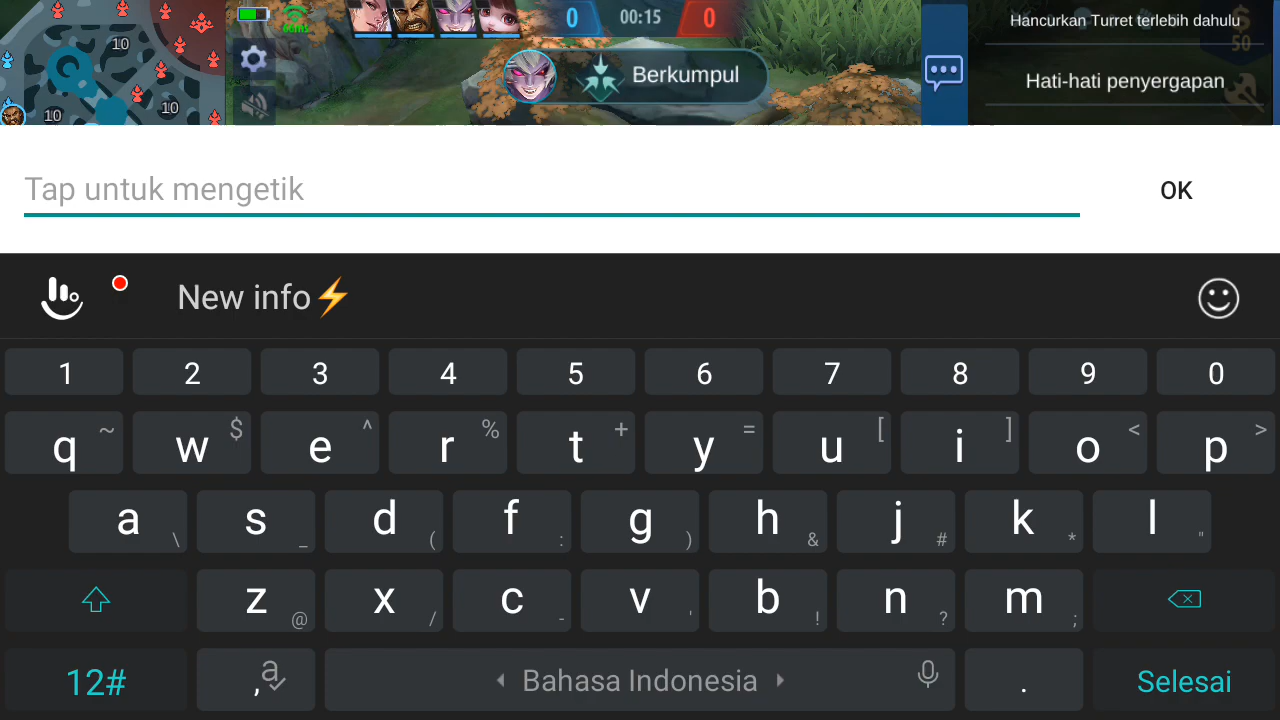 0 00:15 0
Hancurkan Turret terlebih dahulu
50
10
Berkumpul
Hati-hati penyergapan
10
10
Tap untuk mengetik
OK
New info⚡
1 2 3 4 5 6 7 8 9 0
q ~ w $ e ^ r % t + y = u [ i ] o < p >
a \ s _ d ( f : g ) h & j # k * l "
z @ x / c - v ' b ! n ? m ;
12# , a Bahasa Indonesia . Selesai